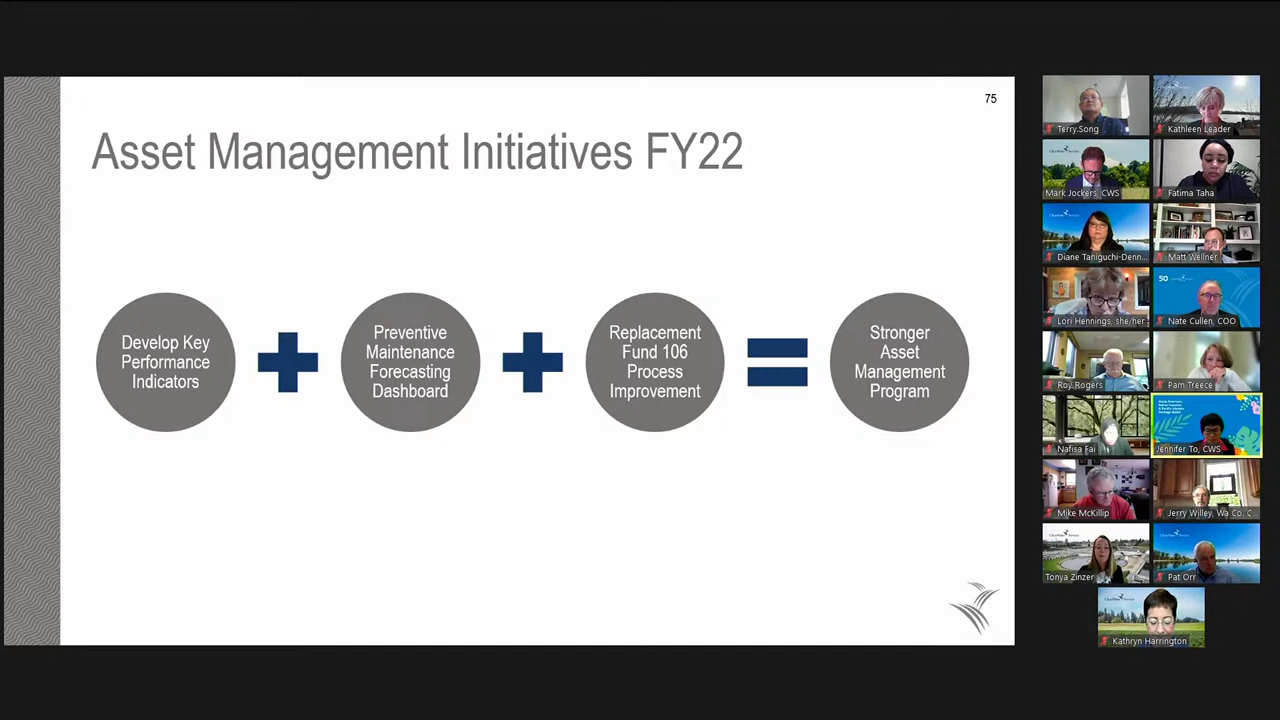 75
Asset Management Initiatives FY22
Develop Key
Performance
Indicators
Preventive
Maintenance
Forecasting
Dashboard
Replacement
Fund 106
Process
Improvement
Stronger
Asset
Management
Program
Terry.Song
Kathleen Leader
Mark Jockers, CWS
Fatima Taha
Diane Taniguchi-Denn...
Matt Wellner
Lori Hennings, she/her
50
Nate Cullen, COO
Roy Rogers
Pam Treece
Nafisa Fai
Jennifer To, CWS
Mike McKillip
Jerry Willey, Wa Co. C...
Tonya Zinzer
Pat Orr
Kathryn Harrington